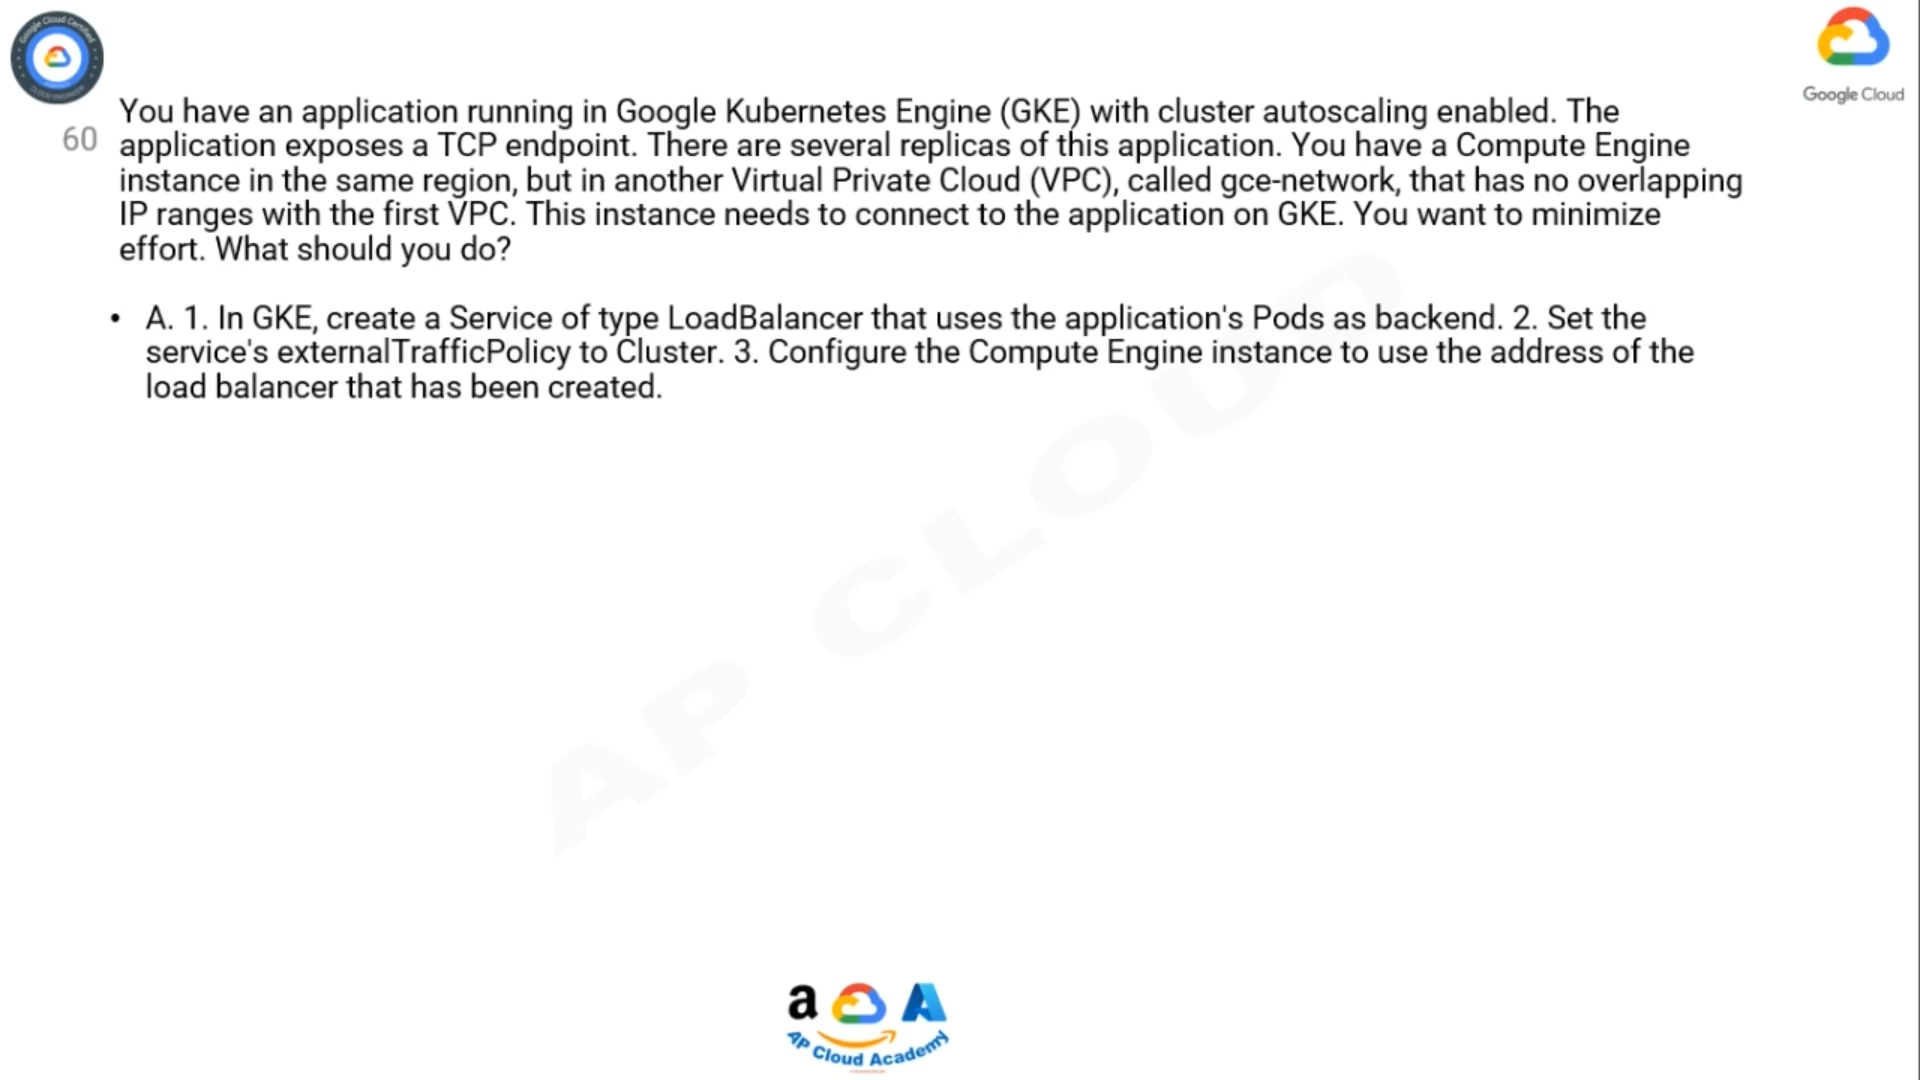 Google Cloud Certified
CLOUD ENGINEER
Google Cloud
60
You have an application running in Google Kubernetes Engine (GKE) with cluster autoscaling enabled. The
application exposes a TCP endpoint. There are several replicas of this application. You have a Compute Engine
instance in the same region, but in another Virtual Private Cloud (VPC), called gce-network, that has no overlapping
IP ranges with the first VPC. This instance needs to connect to the application on GKE. You want to minimize
effort. What should you do?
• A. 1. In GKE, create a Service of type LoadBalancer that uses the application's Pods as backend. 2. Set the
service's externalTrafficPolicy to Cluster. 3. Configure the Compute Engine instance to use the address of the
load balancer that has been created.
AP CLOUD
a
AP Cloud Academy